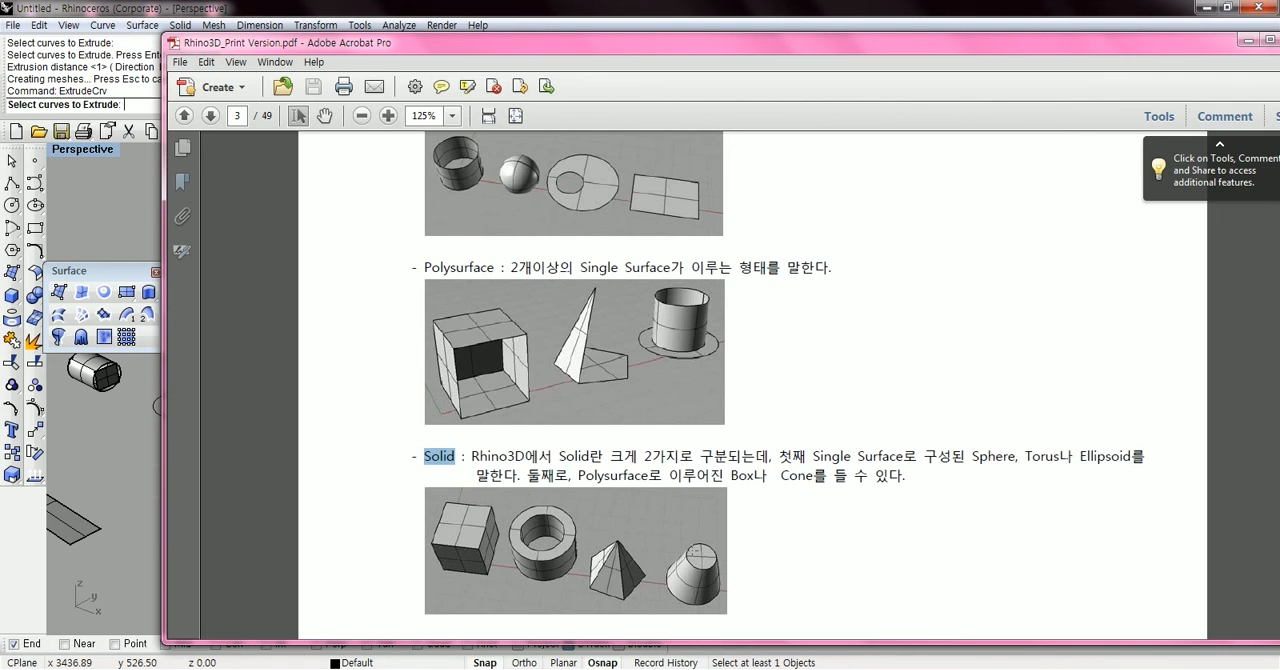 Untitled - Rhinoceros (Corporate) - [Perspective]
File Edit View Curve Surface Solid Mesh Dimension Transform Tools Analyze Render Help
Select curves to Extrude:
Select curves to Extrude. Press Ente
Extrusion distance <1> ( Direction
Creating meshes... Press Esc to ca
Command: ExtrudeCrv
Select curves to Extrude:
Perspective
Surface
Rhino3D_Print Version.pdf - Adobe Acrobat Pro
File Edit View Window Help
Create
3 / 49 125% Tools Comment
Click on Tools, Comment
and Share to access
additional features.
- Polysurface : 2개이상의 Single Surface가 이루는 형태를 말한다.
- Solid : Rhino3D에서 Solid란 크게 2가지로 구분되는데, 첫째 Single Surface로 구성된 Sphere, Torus나 Ellipsoid를
말한다. 둘째로, Polysurface로 이루어진 Box나 Cone를 들 수 있다.
z
y
x
End Near Point
CPlane x 3436.89 y 526.50 z 0.00 Default Snap Ortho Planar Osnap Record History Select at least 1 Objects